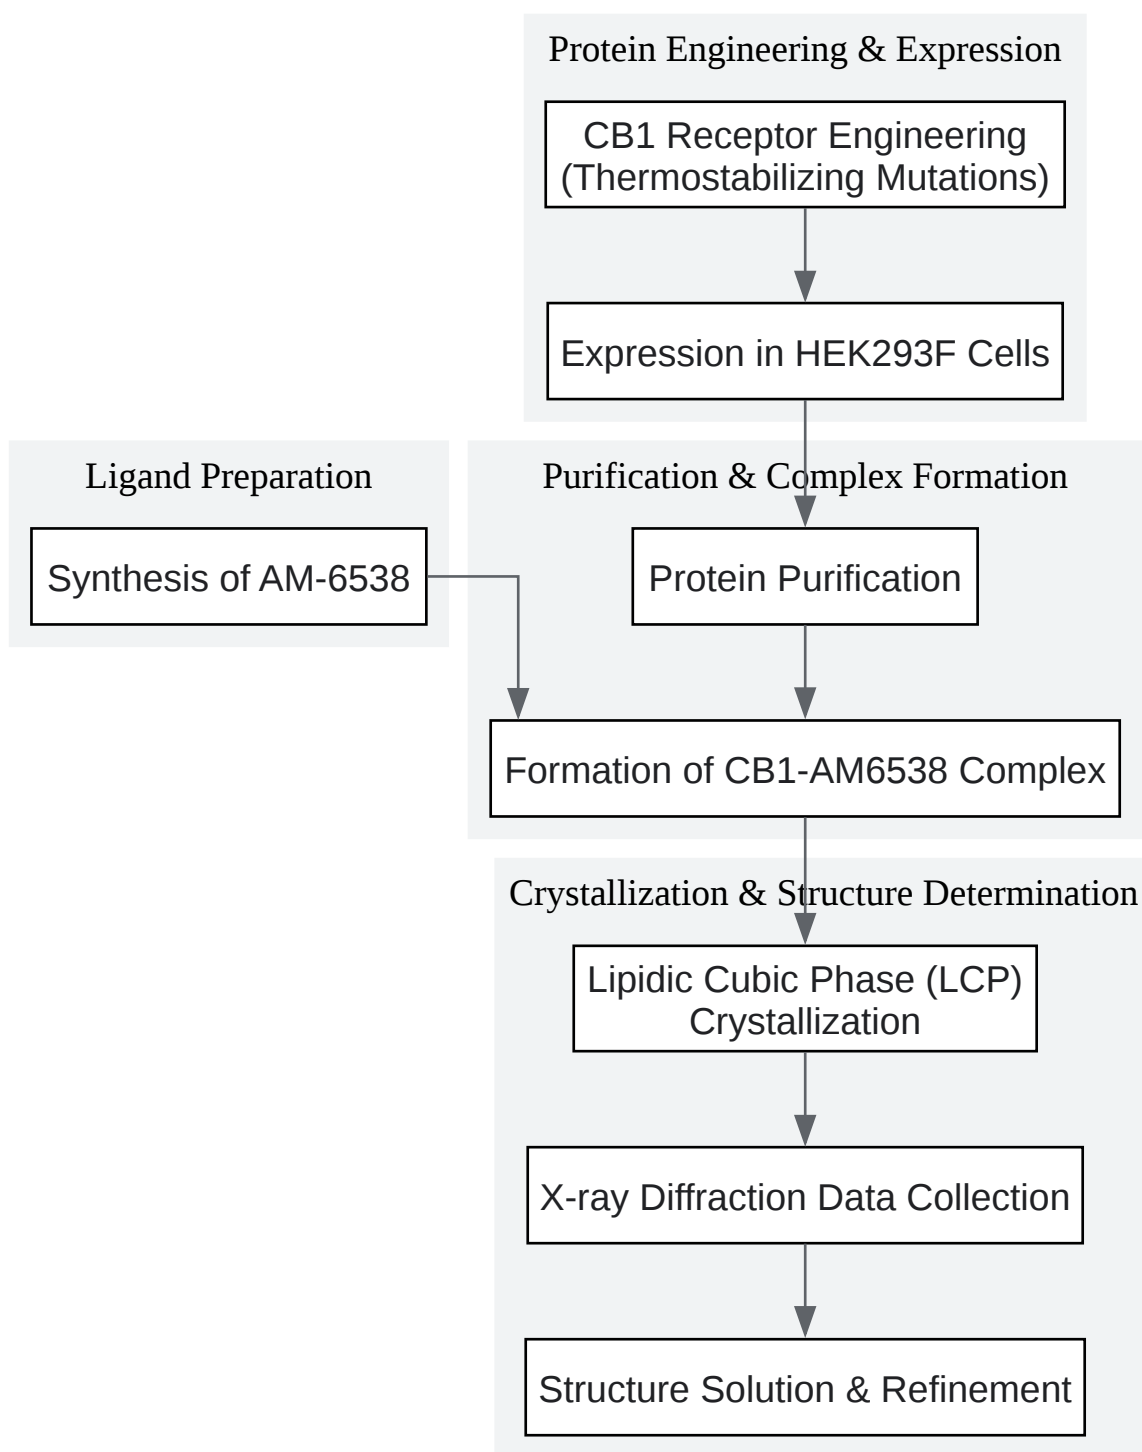 Protein Engineering & Expression
CB1 Receptor Engineering
(Thermostabilizing Mutations)
Expression in HEK293F Cells
Ligand Preparation
Synthesis of AM-6538
Purification & Complex Formation
Protein Purification
Formation of CB1-AM6538 Complex
Crystallization & Structure Determination
Lipidic Cubic Phase (LCP)
Crystallization
X-ray Diffraction Data Collection
Structure Solution & Refinement